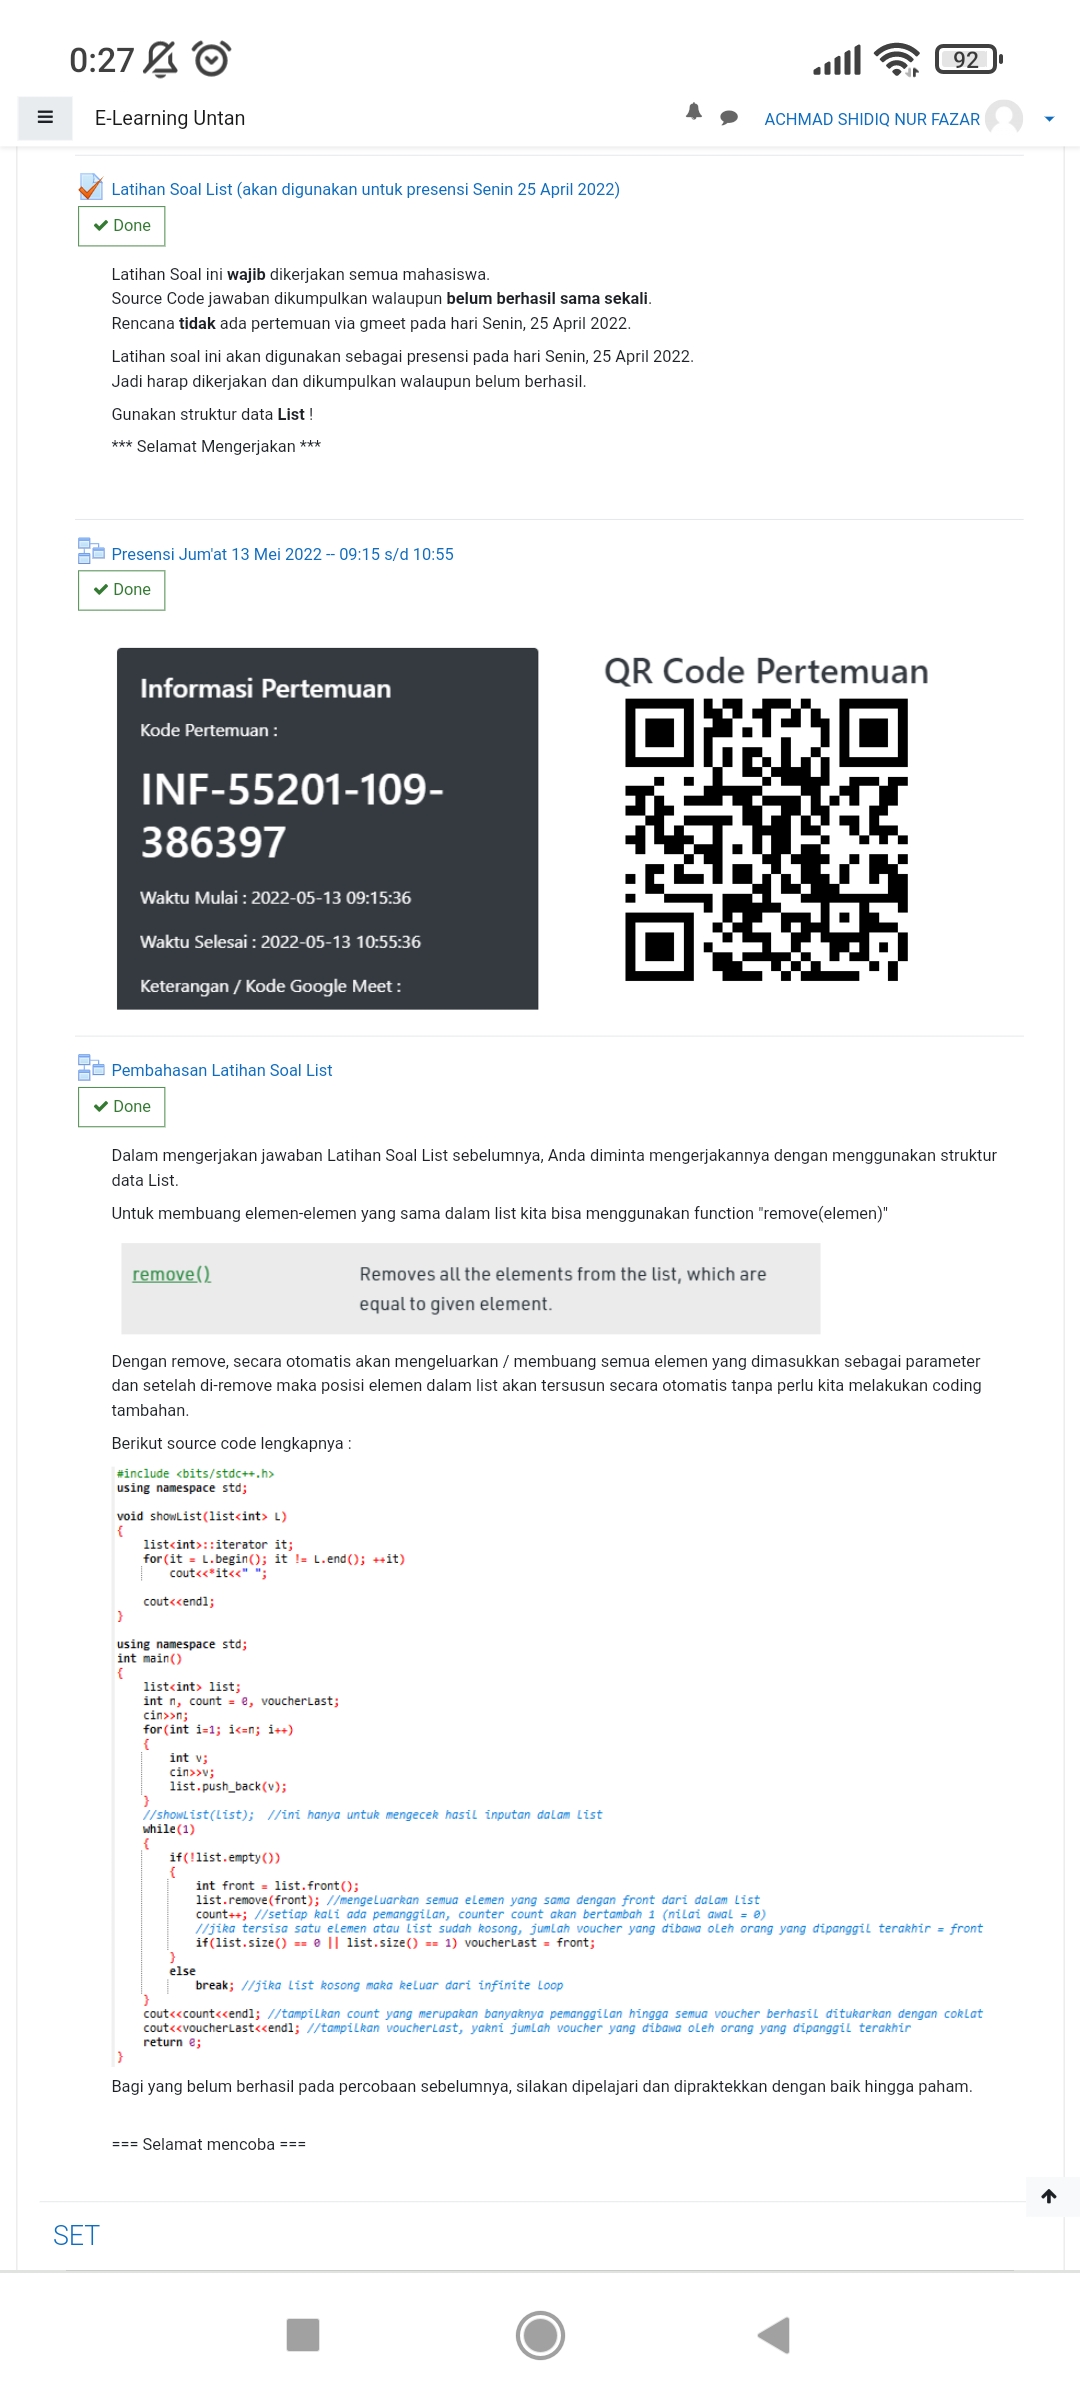 0:27
92
E-Learning Untan
ACHMAD SHIDIQ NUR FAZAR
Latihan Soal List (akan digunakan untuk presensi Senin 25 April 2022)
Done
Latihan Soal ini wajib dikerjakan semua mahasiswa.
Source Code jawaban dikumpulkan walaupun belum berhasil sama sekali.
Rencana tidak ada pertemuan via gmeet pada hari Senin, 25 April 2022.
Latihan soal ini akan digunakan sebagai presensi pada hari Senin, 25 April 2022.
Jadi harap dikerjakan dan dikumpulkan walaupun belum berhasil.
Gunakan struktur data List !
*** Selamat Mengerjakan ***
Presensi Jum'at 13 Mei 2022 -- 09:15 s/d 10:55
Done
Informasi Pertemuan
Kode Pertemuan :
INF-55201-109-
386397
Waktu Mulai : 2022-05-13 09:15:36
Waktu Selesai : 2022-05-13 10:55:36
Keterangan / Kode Google Meet :
QR Code Pertemuan
Pembahasan Latihan Soal List
Done
Dalam mengerjakan jawaban Latihan Soal List sebelumnya, Anda diminta mengerjakannya dengan menggunakan struktur
data List.
Untuk membuang elemen-elemen yang sama dalam list kita bisa menggunakan function "remove(elemen)"
remove() Removes all the elements from the list, which are
equal to given element.
Dengan remove, secara otomatis akan mengeluarkan / membuang semua elemen yang dimasukkan sebagai parameter
dan setelah di-remove maka posisi elemen dalam list akan tersusun secara otomatis tanpa perlu kita melakukan coding
tambahan.
Berikut source code lengkapnya :
#include <bits/stdc++.h>
using namespace std;
void showList(list<int> L)
{
list<int>::iterator it;
for(it = L.begin(); it != L.end(); ++it)
cout<<*it<<" ";
cout<<endl;
}
using namespace std;
int main()
{
list<int> list;
int n, count = 0, voucherLast;
cin>>n;
for(int i=1; i<=n; i++)
{
int v;
cin>>v;
list.push_back(v);
}
//showList(list); //ini hanya untuk mengecek hasil inputan dalam list
while(1)
{
if(!list.empty())
{
int front = list.front();
list.remove(front); //mengeluarkan semua elemen yang sama dengan front dari dalam List
count++; //setiap kali ada pemanggilan, counter count akan bertambah 1 (nilai awal = 0)
//jika tersisa satu elemen atau List sudah kosong, jumlah voucher yang dibawa oleh orang yang dipanggil terakhir = front
if(list.size() == 0 || list.size() == 1) voucherLast = front;
}
else
break; //jika list kosong maka keluar dari infinite loop
}
cout<<count<<endl; //tampilkan count yang merupakan banyaknya pemanggilan hingga semua voucher berhasil ditukarkan dengan coklat
cout<<voucherLast<<endl; //tampilkan voucherLast, yakni jumlah voucher yang dibawa oleh orang yang dipanggil terakhir
return 0;
}
Bagi yang belum berhasil pada percobaan sebelumnya, silakan dipelajari dan dipraktekkan dengan baik hingga paham.
=== Selamat mencoba ===
SET